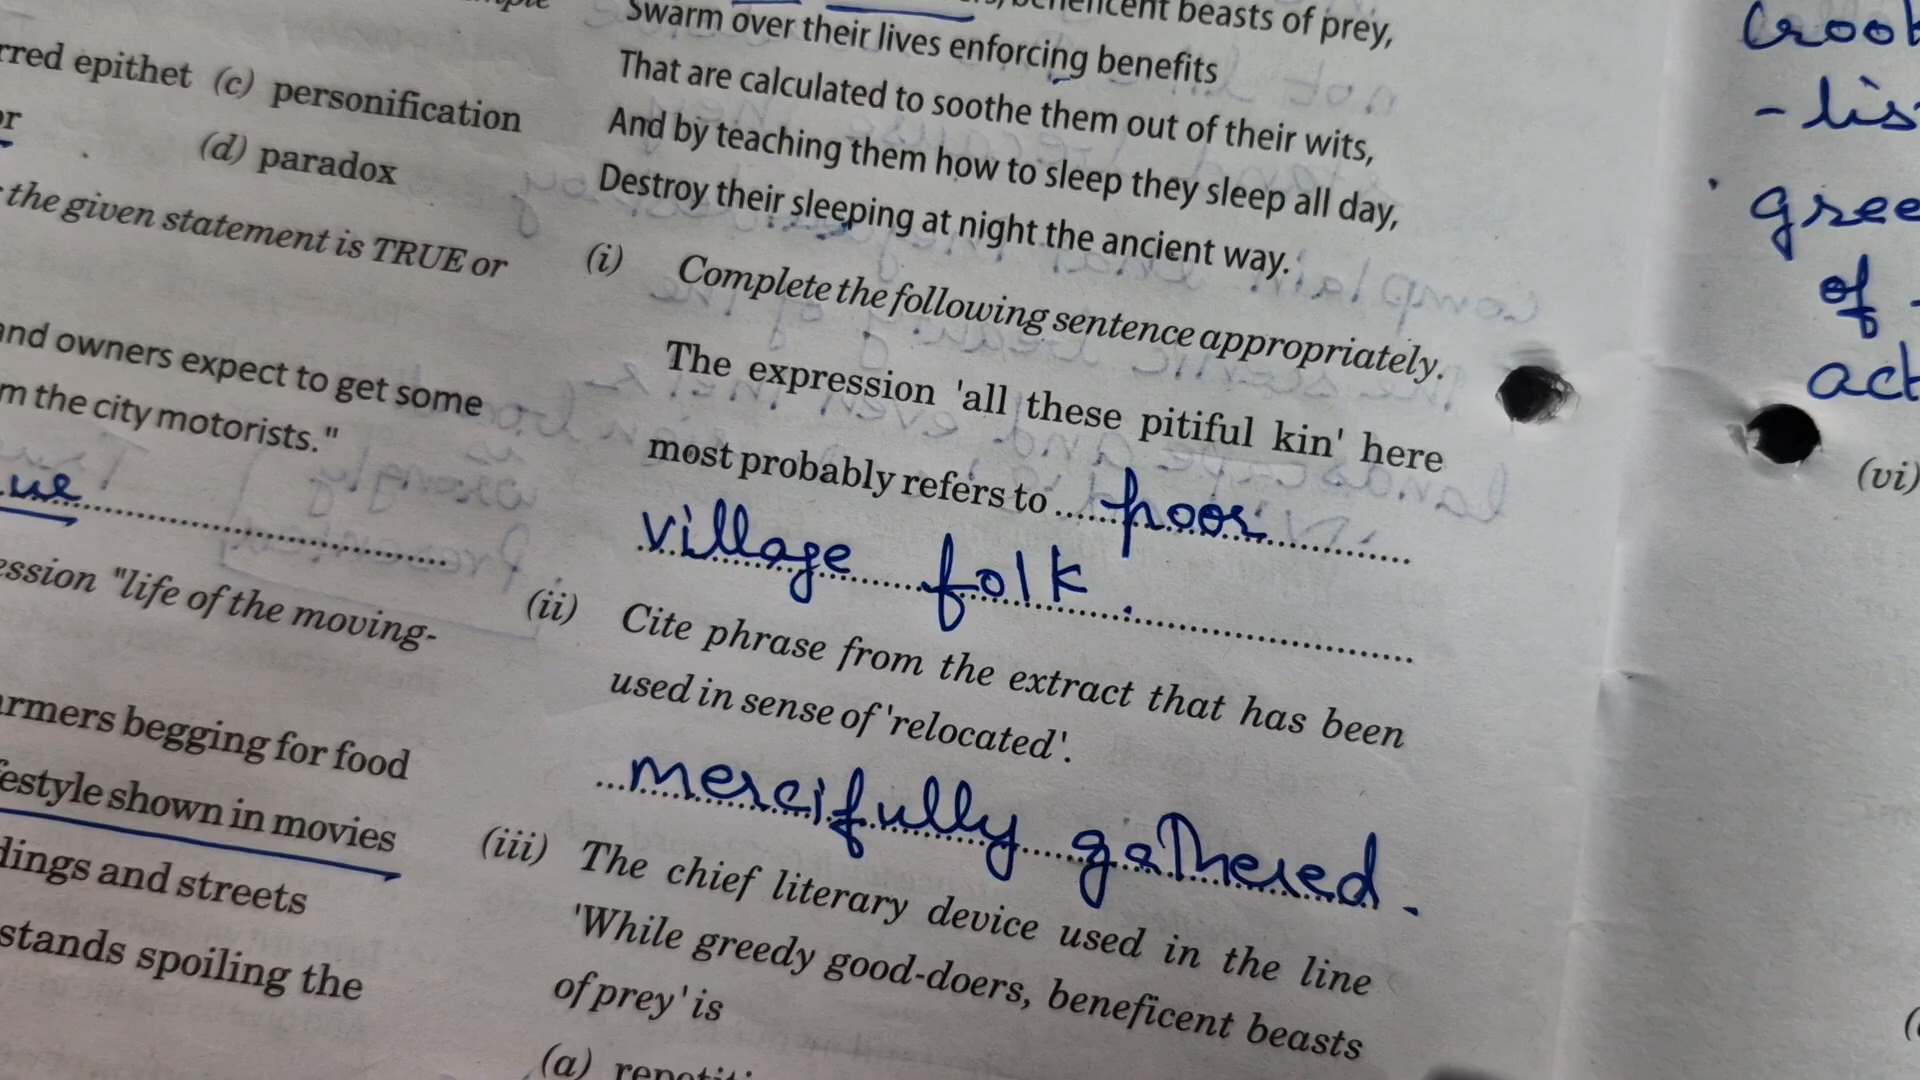 rred epithet (c) personification
(d) paradox
the given statement is TRUE or
and owners expect to get some
m the city motorists."
ession "life of the moving-
armers begging for food
festyle shown in movies
dings and streets
stands spoiling the
beasts of prey,
Swarm over their lives enforcing benefits
That are calculated to soothe them out of their wits,
And by teaching them how to sleep they sleep all day,
Destroy their sleeping at night the ancient way.
(i) Complete the following sentence appropriately.
The expression 'all these pitiful kin' here
most probably refers to ...... poor
village folk.
(ii) Cite phrase from the extract that has been
used in sense of 'relocated'.
mercifully gathered.
(iii) The chief literary device used in the line
'While greedy good-doers, beneficent beasts
of prey' is
(a)
of
(vi)